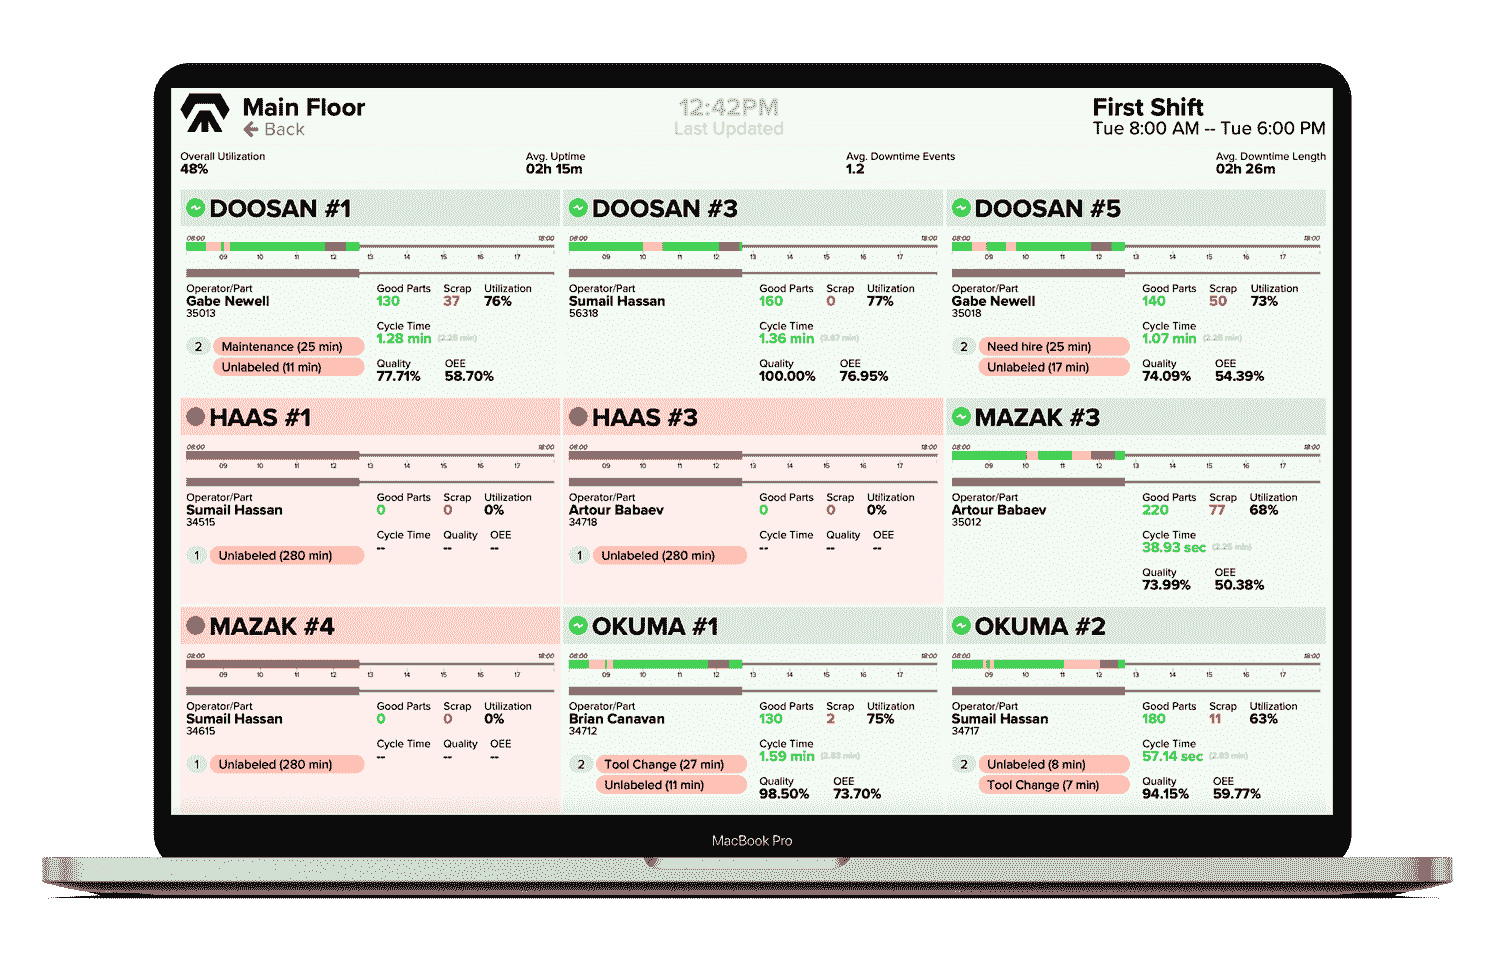 Main Floor
Back
12:42PM
Last Updated
First Shift
Tue 8:00 AM -- Tue 6:00 PM
Overall Utilization
48%
Avg. Uptime
02h 15m
Avg. Downtime Events
1.2
Avg. Downtime Length
02h 26m
DOOSAN #1
08:00 18:00
09 10 11 12 13 14 15 16 17
Operator/Part
Gabe Newell
35013
Good Parts Scrap Utilization
130 37 76%
Cycle Time
1.28 min (2.25 min)
2 Maintenance (25 min)
Unlabeled (11 min)
Quality OEE
77.71% 58.70%
DOOSAN #3
08:00 18:00
09 10 11 12 13 14 15 16 17
Operator/Part
Sumail Hassan
56318
Good Parts Scrap Utilization
160 0 77%
Cycle Time
1.36 min (3.67 min)
Quality OEE
100.00% 76.95%
DOOSAN #5
08:00 18:00
09 10 11 12 13 14 15 16 17
Operator/Part
Gabe Newell
35018
Good Parts Scrap Utilization
140 50 73%
Cycle Time
1.07 min (2.25 min)
2 Need hire (25 min)
Unlabeled (17 min)
Quality OEE
74.09% 54.39%
HAAS #1
08:00 18:00
09 10 11 12 13 14 15 16 17
Operator/Part
Sumail Hassan
34515
Good Parts Scrap Utilization
0 0 0%
Cycle Time Quality OEE
-- -- --
1 Unlabeled (280 min)
HAAS #3
08:00 18:00
09 10 11 12 13 14 15 16 17
Operator/Part
Artour Babaev
34718
Good Parts Scrap Utilization
0 0 0%
Cycle Time Quality OEE
-- -- --
1 Unlabeled (280 min)
MAZAK #3
08:00 18:00
09 10 11 12 13 14 15 16 17
Operator/Part
Artour Babaev
35012
Good Parts Scrap Utilization
220 77 68%
Cycle Time
38.93 sec (2.25 min)
Quality OEE
73.99% 50.38%
MAZAK #4
08:00 18:00
09 10 11 12 13 14 15 16 17
Operator/Part
Sumail Hassan
34615
Good Parts Scrap Utilization
0 0 0%
Cycle Time Quality OEE
-- -- --
1 Unlabeled (280 min)
OKUMA #1
08:00 18:00
09 10 11 12 13 14 15 16 17
Operator/Part
Brian Canavan
34712
Good Parts Scrap Utilization
130 2 75%
Cycle Time
1.59 min (2.83 min)
2 Tool Change (27 min)
Unlabeled (11 min)
Quality OEE
98.50% 73.70%
OKUMA #2
08:00 18:00
09 10 11 12 13 14 15 16 17
Operator/Part
Sumail Hassan
34717
Good Parts Scrap Utilization
180 11 63%
Cycle Time
57.14 sec (2.83 min)
2 Unlabeled (8 min)
Tool Change (7 min)
Quality OEE
94.15% 59.77%
MacBook Pro